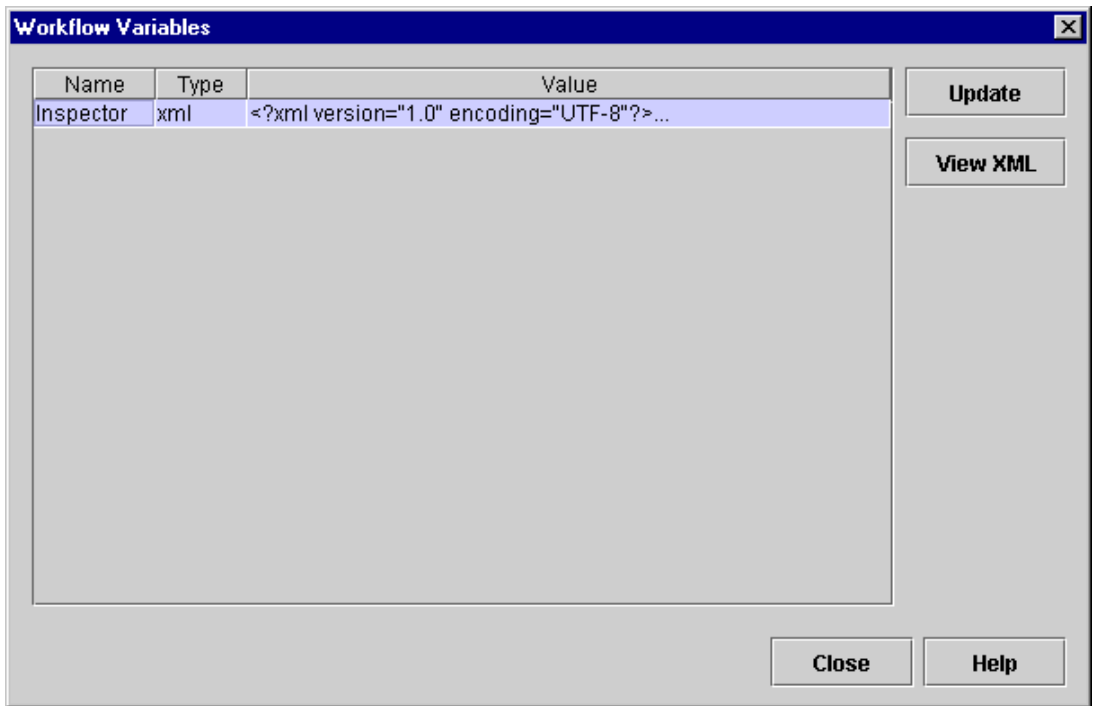 Workflow Variables
Name Type Value
Inspector xml <?xml version="1.0" encoding="UTF-8"?>...
Update
View XML
Close Help